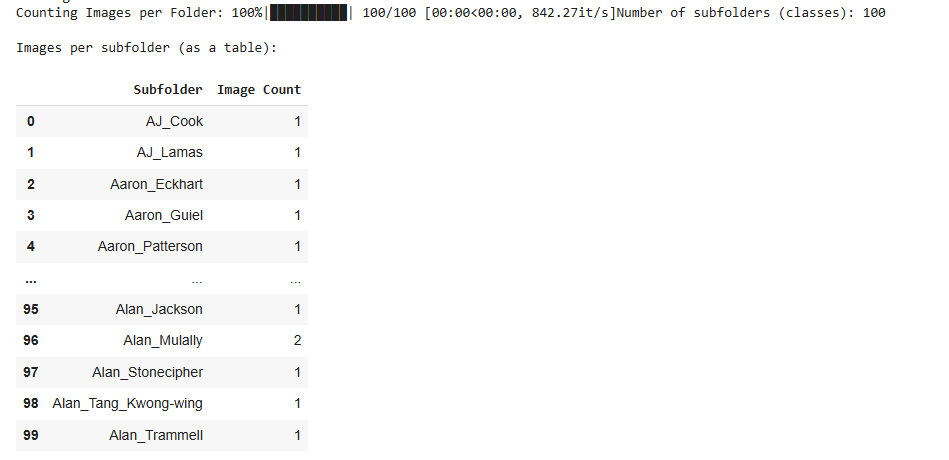 Counting Images per Folder: 100%|██████████| 100/100 [00:00<00:00, 842.27it/s]Number of subfolders (classes): 100
Images per subfolder (as a table):
Subfolder Image Count
0 AJ_Cook 1
1 AJ_Lamas 1
2 Aaron_Eckhart 1
3 Aaron_Guiel 1
4 Aaron_Patterson 1
... ... ...
95 Alan_Jackson 1
96 Alan_Mulally 2
97 Alan_Stonecipher 1
98 Alan_Tang_Kwong-wing 1
99 Alan_Trammell 1